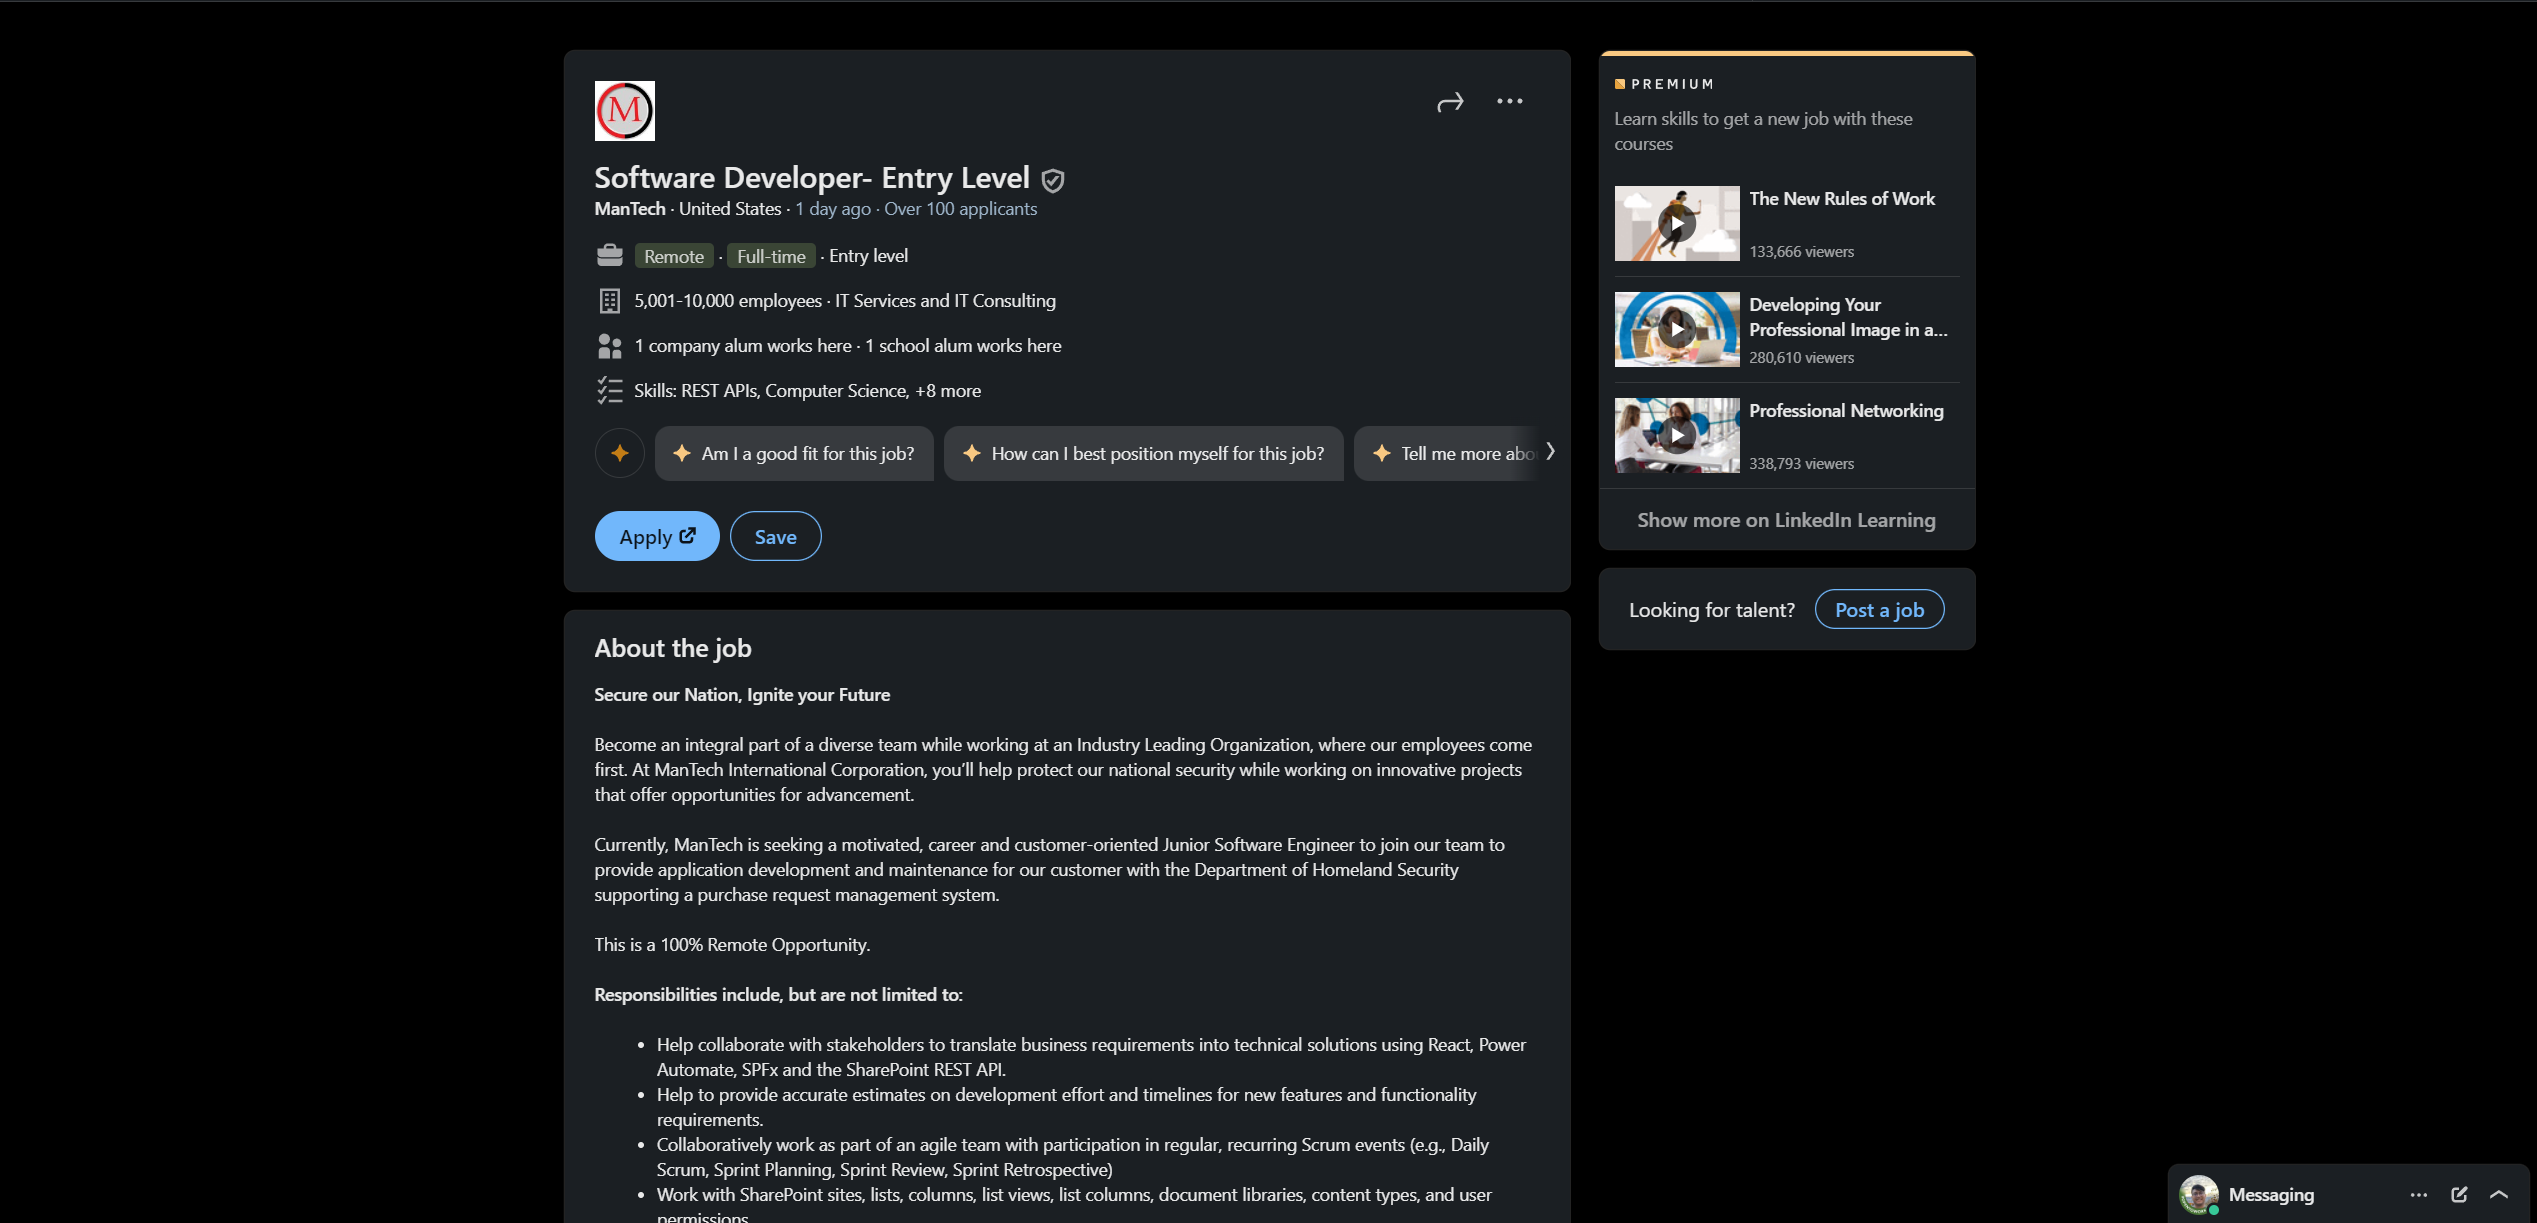 M
Software Developer- Entry Level
ManTech · United States · 1 day ago · Over 100 applicants
Remote · Full-time · Entry level
5,001-10,000 employees · IT Services and IT Consulting
1 company alum works here · 1 school alum works here
Skills: REST APIs, Computer Science, +8 more
Am I a good fit for this job?
How can I best position myself for this job?
Tell me more abo
Apply
Save
About the job
Secure our Nation, Ignite your Future
Become an integral part of a diverse team while working at an Industry Leading Organization, where our employees come
first. At ManTech International Corporation, you’ll help protect our national security while working on innovative projects
that offer opportunities for advancement.
Currently, ManTech is seeking a motivated, career and customer-oriented Junior Software Engineer to join our team to
provide application development and maintenance for our customer with the Department of Homeland Security
supporting a purchase request management system.
This is a 100% Remote Opportunity.
Responsibilities include, but are not limited to:
• Help collaborate with stakeholders to translate business requirements into technical solutions using React, Power
Automate, SPFx and the SharePoint REST API.
• Help to provide accurate estimates on development effort and timelines for new features and functionality
requirements.
• Collaboratively work as part of an agile team with participation in regular, recurring Scrum events (e.g., Daily
Scrum, Sprint Planning, Sprint Review, Sprint Retrospective)
• Work with SharePoint sites, lists, columns, list views, list columns, document libraries, content types, and user
permissions
PREMIUM
Learn skills to get a new job with these
courses
The New Rules of Work
133,666 viewers
Developing Your
Professional Image in a...
280,610 viewers
Professional Networking
338,793 viewers
Show more on LinkedIn Learning
Looking for talent?
Post a job
Messaging